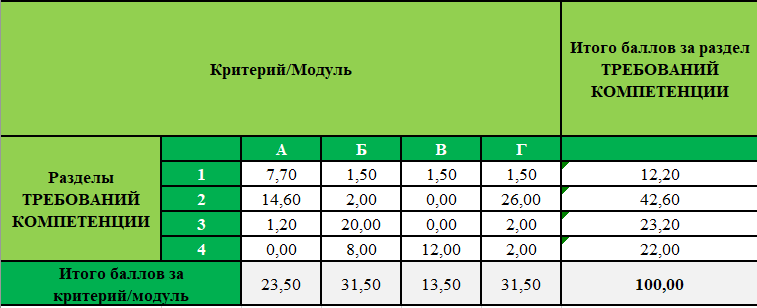 Критерий/Модуль
Итого баллов за раздел
ТРЕБОВАНИЙ
КОМПЕТЕНЦИИ
Разделы
ТРЕБОВАНИЙ
КОМПЕТЕНЦИИ
А Б В Г
1 7,70 1,50 1,50 1,50 12,20
2 14,60 2,00 0,00 26,00 42,60
3 1,20 20,00 0,00 2,00 23,20
4 0,00 8,00 12,00 2,00 22,00
Итого баллов за
критерий/модуль
23,50 31,50 13,50 31,50 100,00